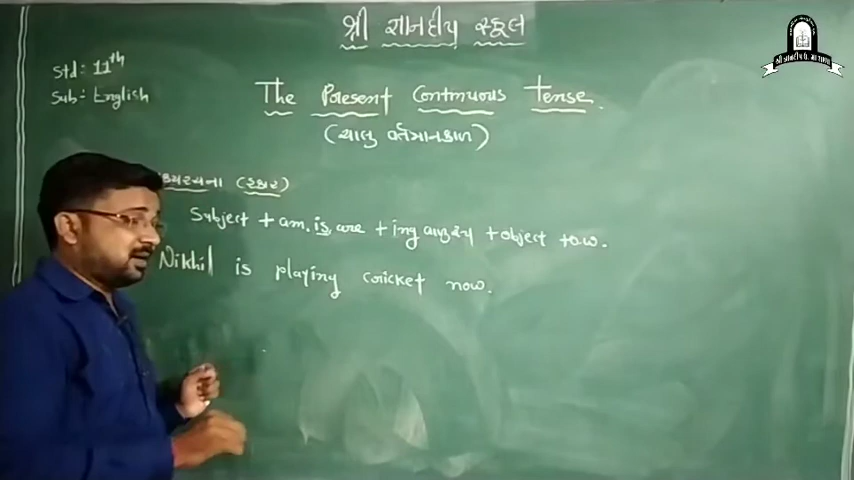 શ્રી સાંનદીપ સ્કૂલ
Std:- 11th
Sub:- English
The Present Continuous Tense.
(ચાલુ વર્તમાનકાળ)
(હકાર)
Subject + am. is. are + ing વાળું રૂપ + object + o.w.
Nikhil is playing cricket now.